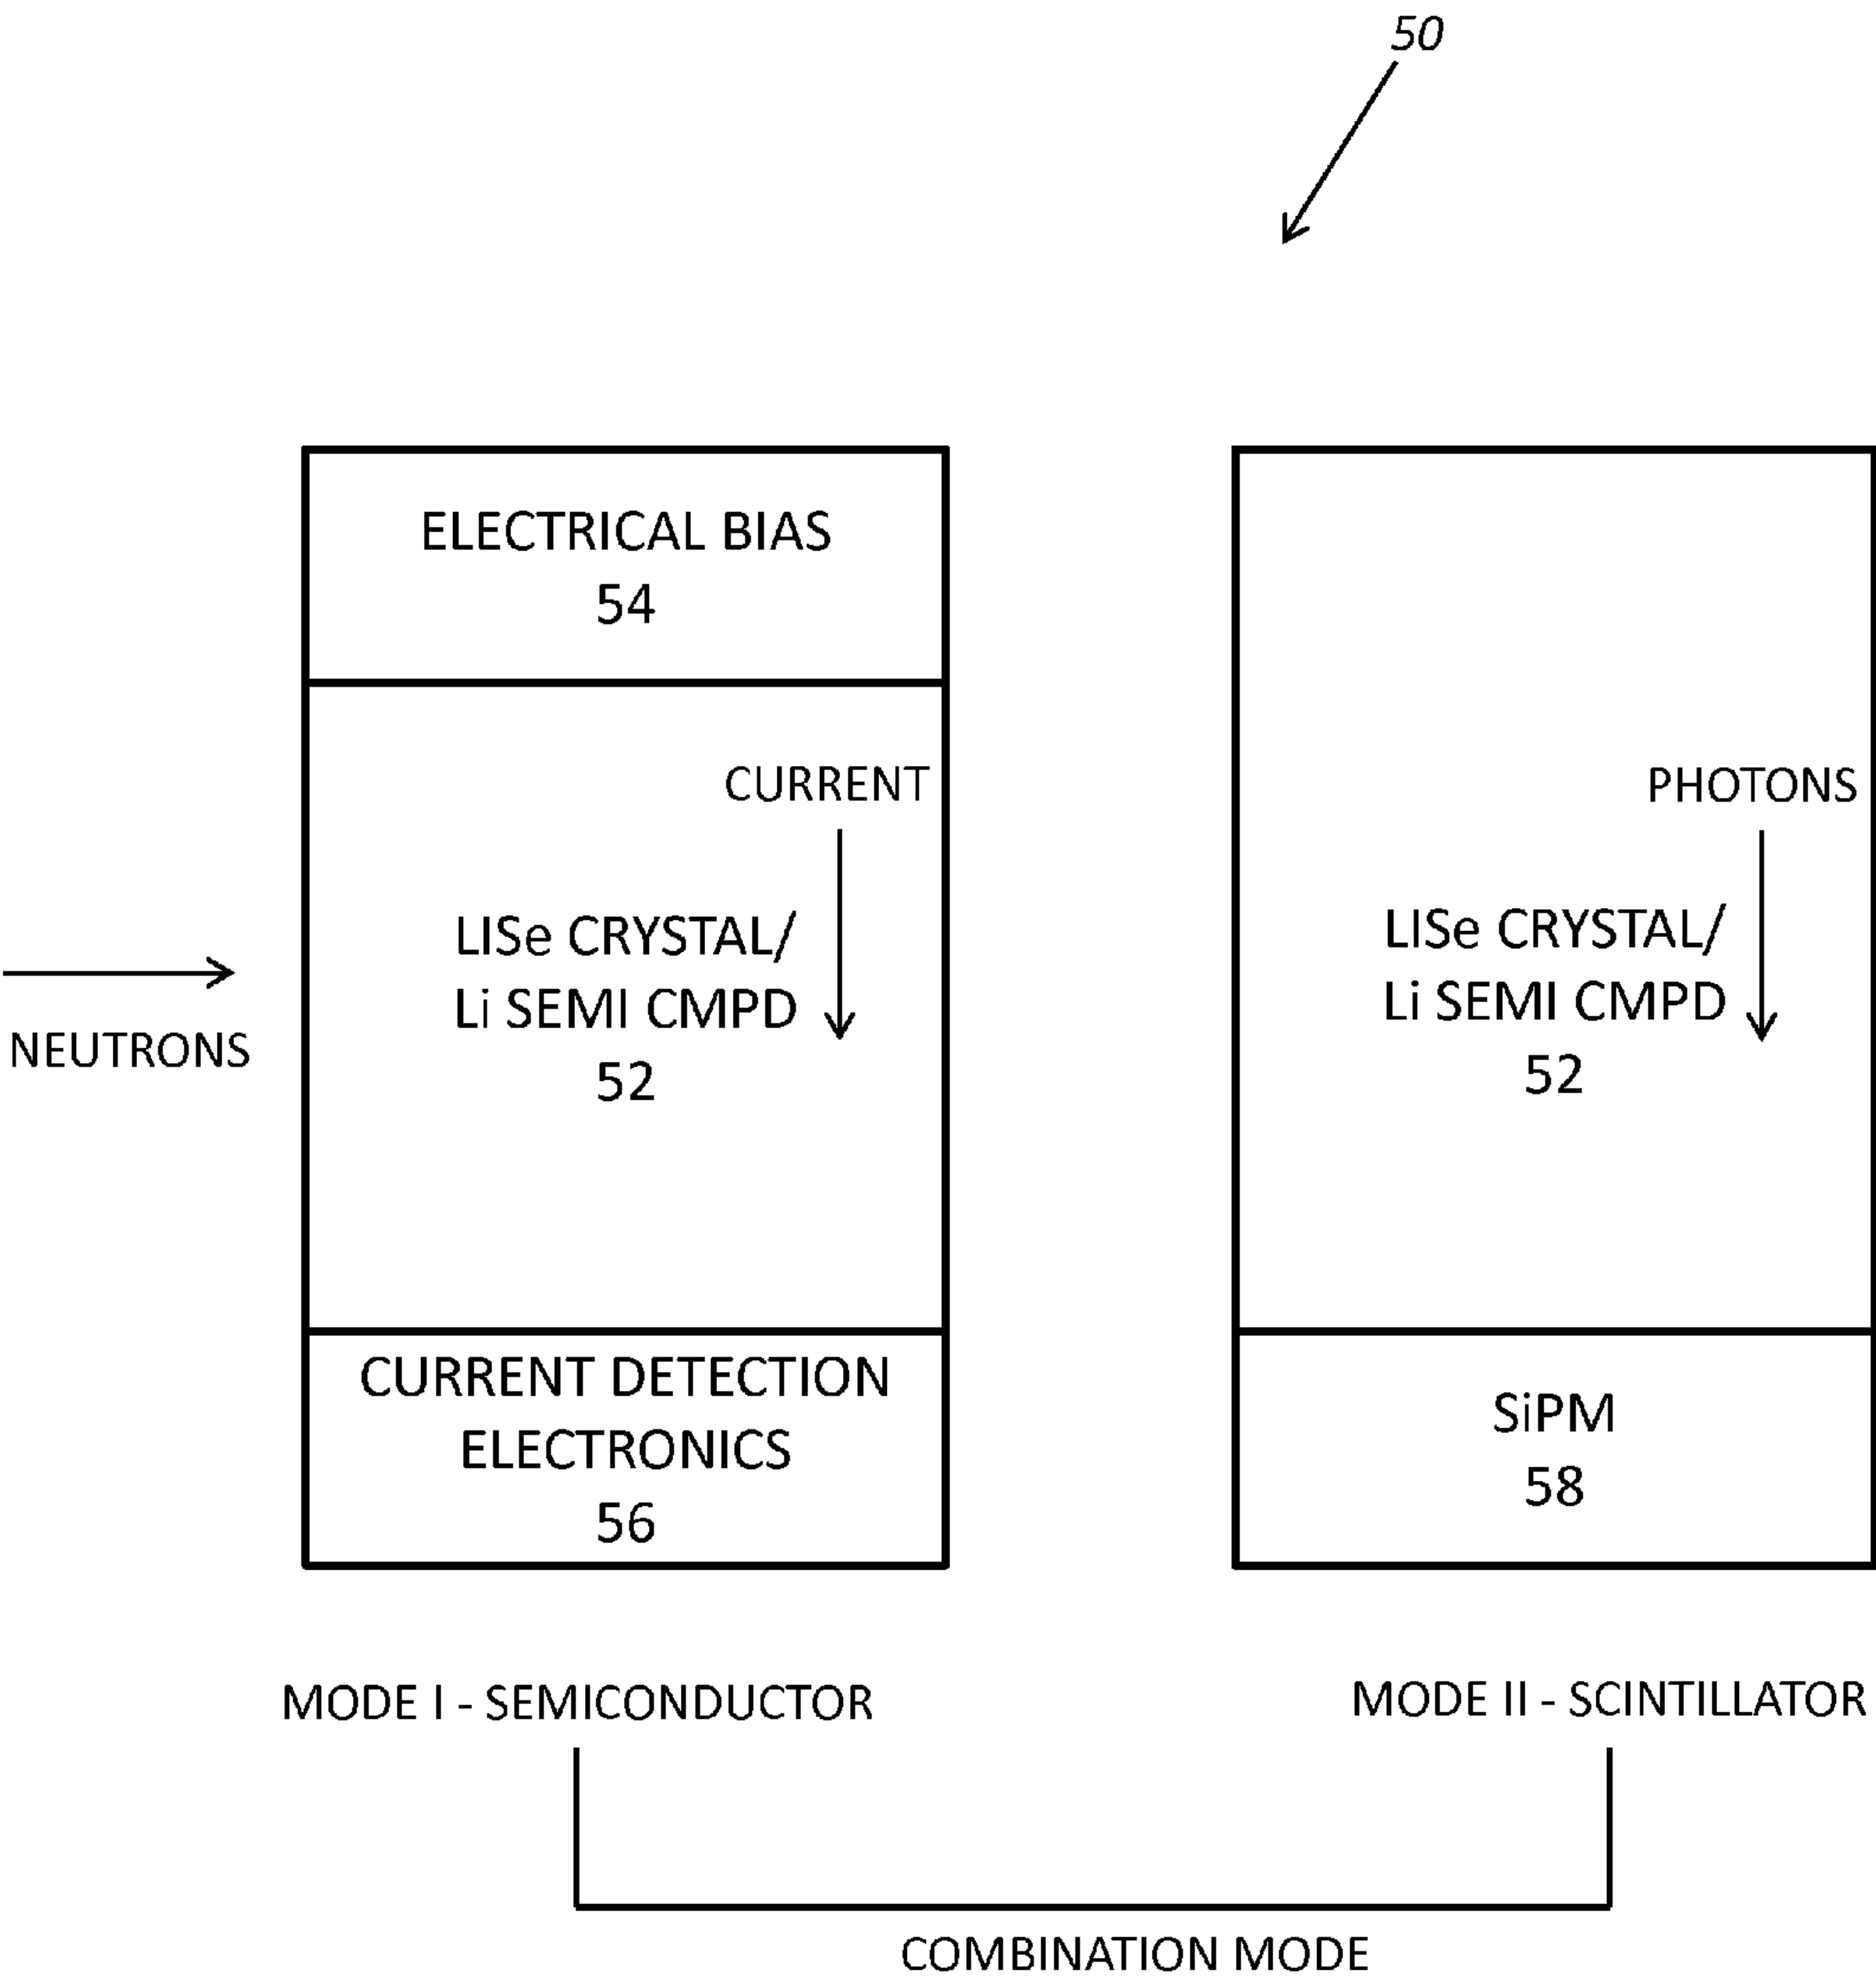 50
ELECTRICAL BIAS
54
CURRENT
LISe CRYSTAL/
Li SEMI CMPD
52
NEUTRONS
CURRENT DETECTION
ELECTRONICS
56
MODE I - SEMICONDUCTOR
PHOTONS
LISe CRYSTAL/
Li SEMI CMPD
52
SiPM
58
MODE II - SCINTILLATOR
COMBINATION MODE